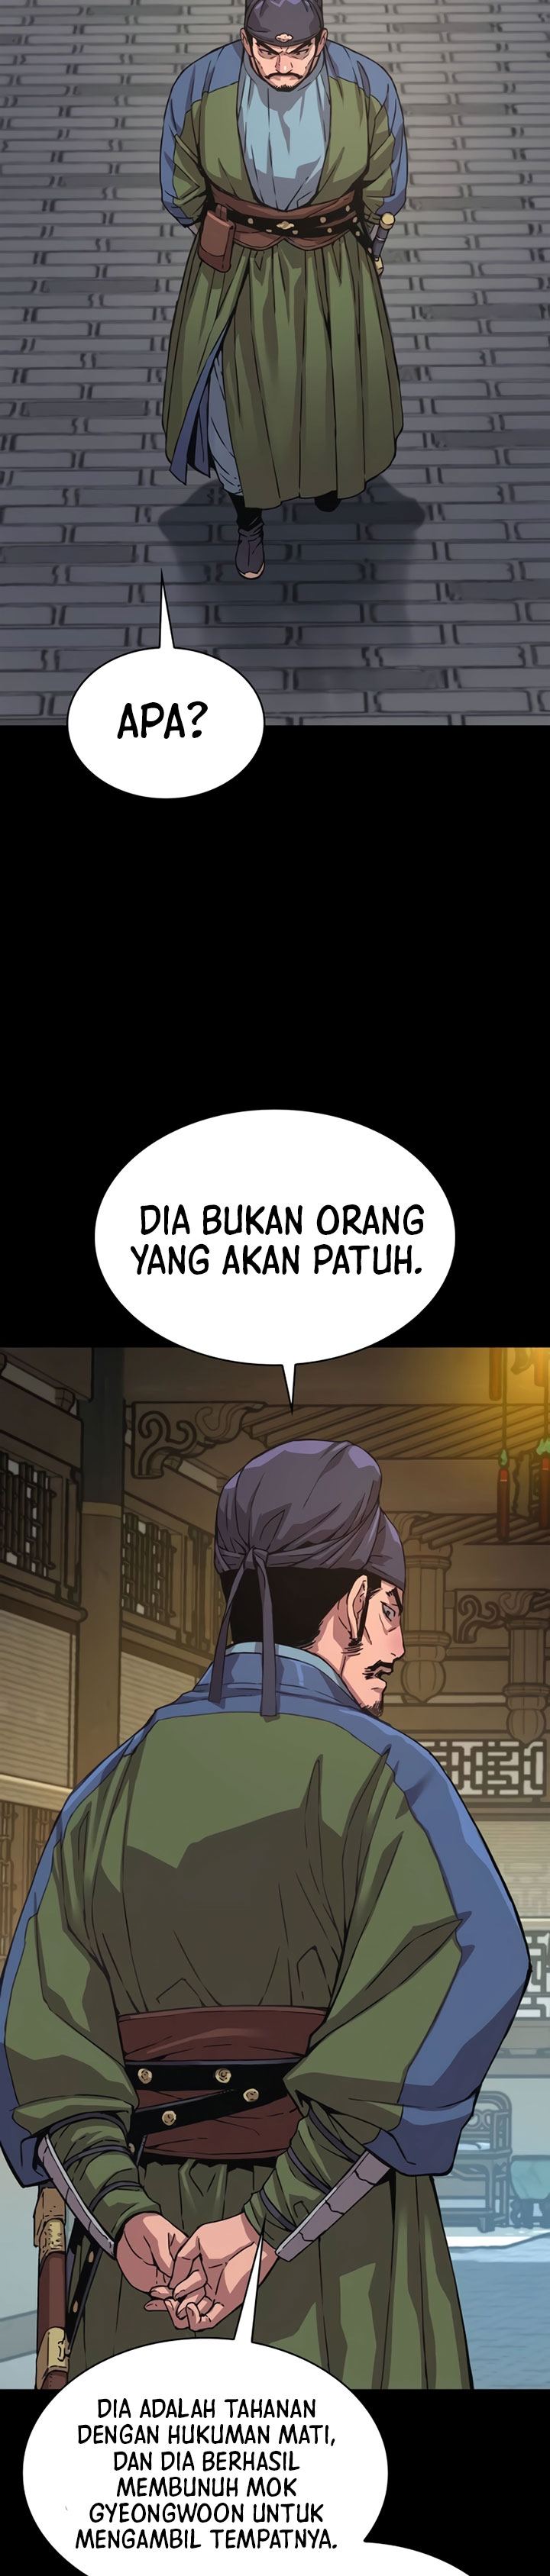 APA?
DIA BUKAN ORANG
YANG AKAN PATUH.
DIA ADALAH TAHANAN
DENGAN HUKUMAN MATI,
DAN DIA BERHASIL
MEMBUNUH MOK
GYEONGWOON UNTUK
MENGAMBIL TEMPATNYA.